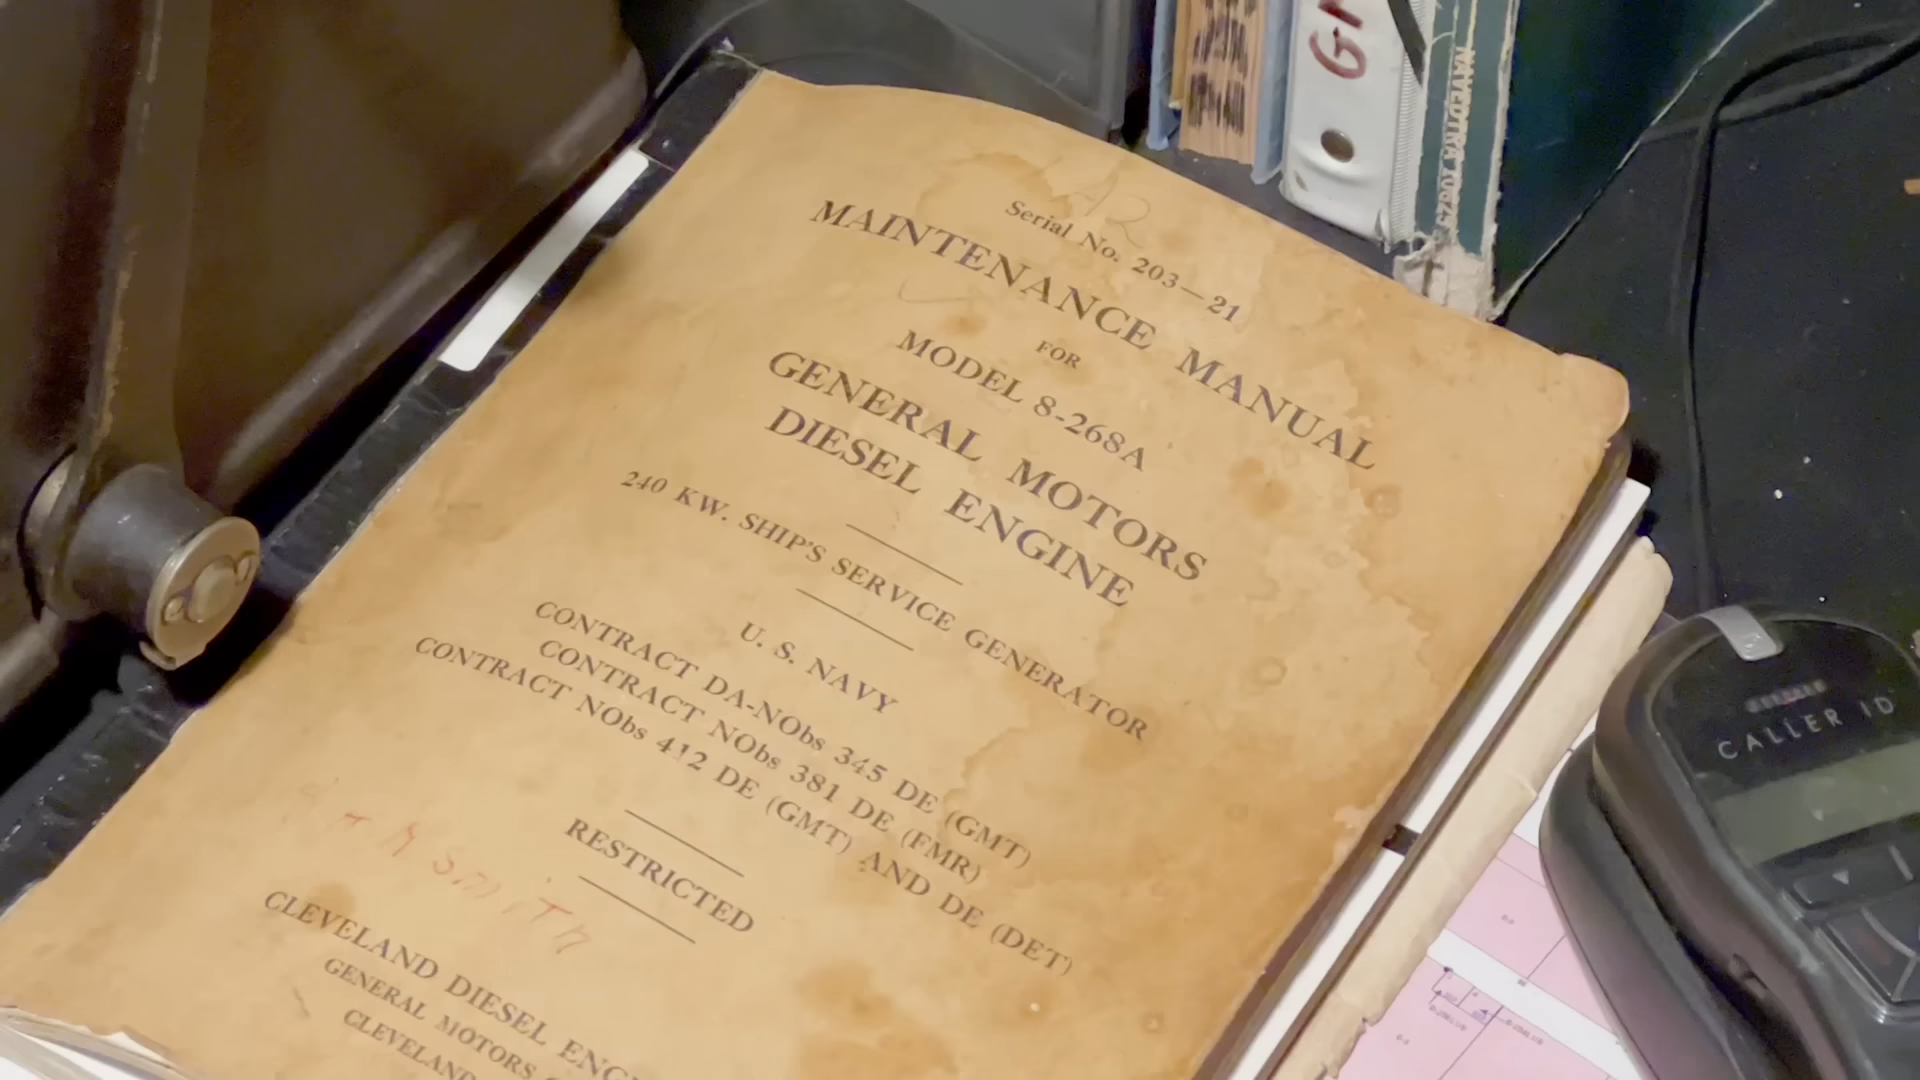 Serial No. 203—21
MAINTENANCE MANUAL
FOR
MODEL 8-268A
GENERAL MOTORS
DIESEL ENGINE
240 KW. SHIP'S SERVICE GENERATOR
U. S. NAVY
CONTRACT DA-NObs 345 DE (GMT)
CONTRACT NObs 381 DE (FMR)
CONTRACT NObs 412 DE (GMT) AND DE (DET)
RESTRICTED
Smith
CLEVELAND DIESEL ENG
GENERAL MOTORS
CLEVELAND
CALLER ID